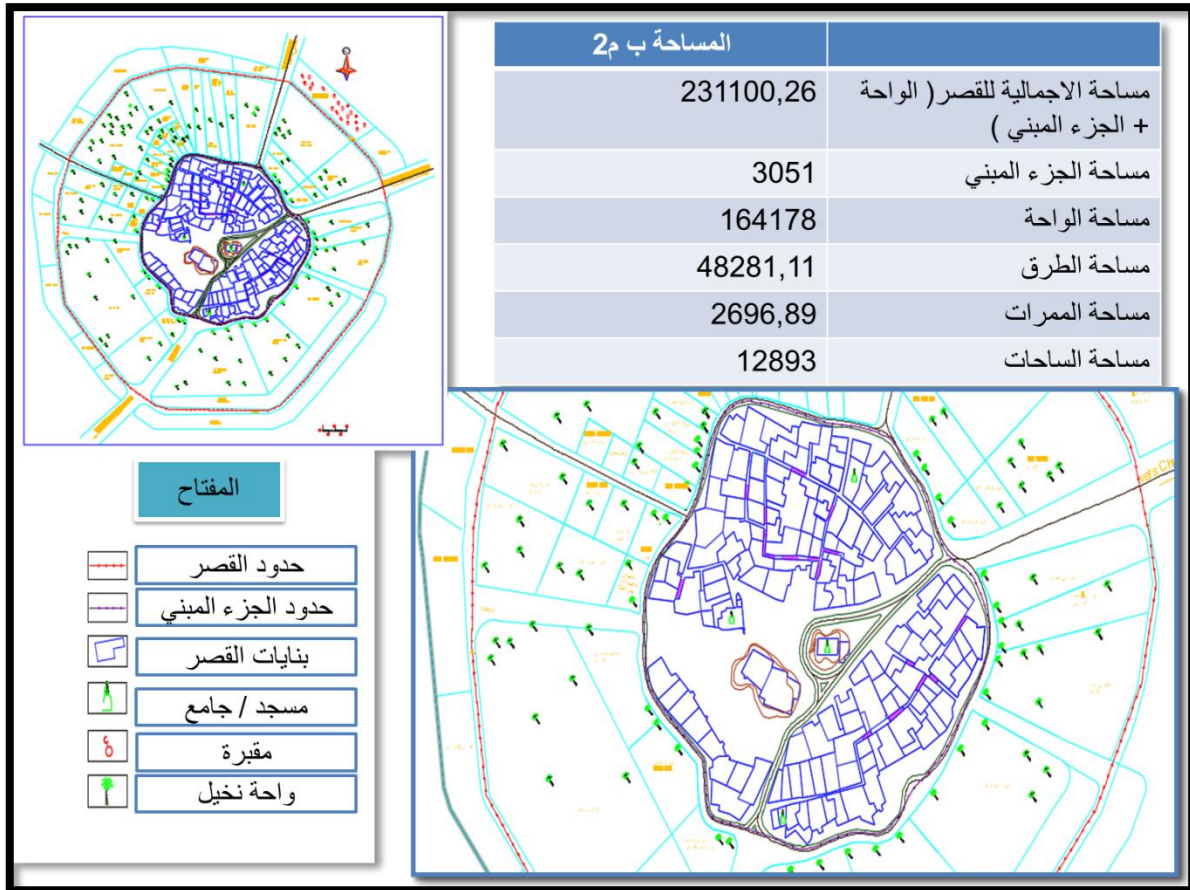 المساحة ب م2
مساحة الاجمالية للقصر( الواحة
+ الجزء المبني )
231100,26
مساحة الجزء المبني
3051
مساحة الواحة
164178
مساحة الطرق
48281,11
مساحة الممرات
2696,89
مساحة الساحات
12893
المفتاح
حدود القصر
حدود الجزء المبني
بنايات القصر
مسجد / جامع
مقبرة
واحة نخيل